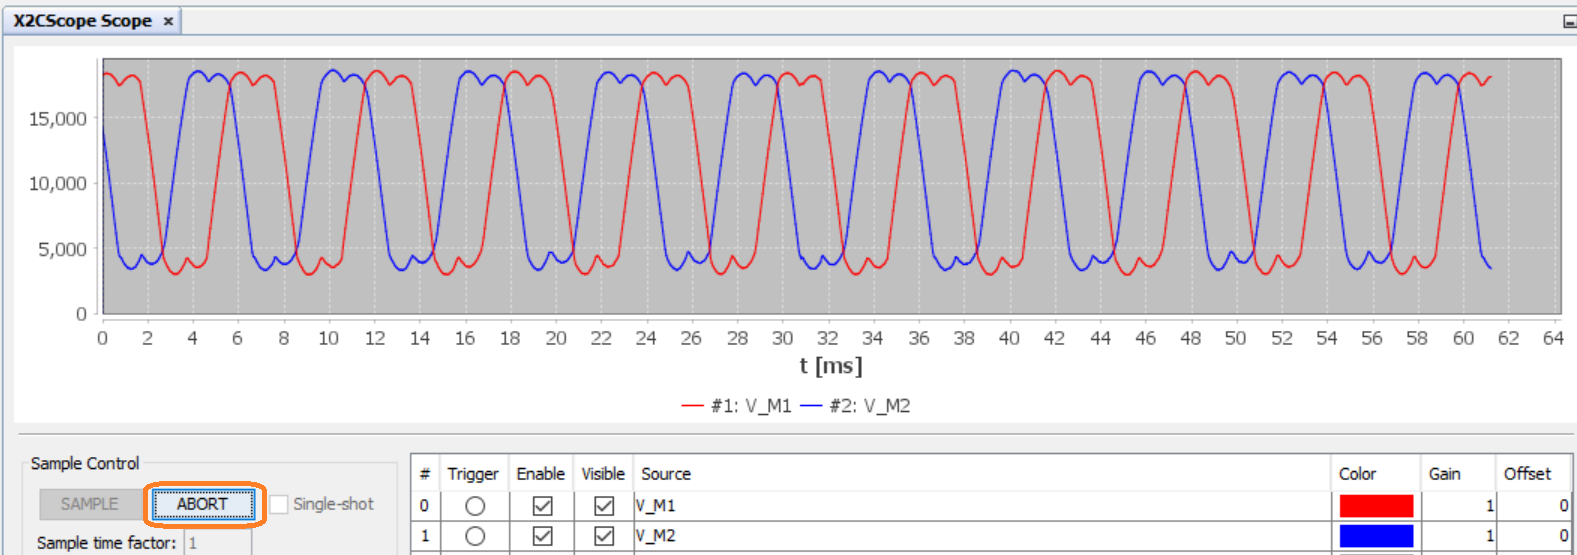 X2CScope Scope ×
15,000
10,000
5,000
0
0 2 4 6 8 10 12 14 16 18 20 22 24 26 28 30 32 34 36 38 40 42 44 46 48 50 52 54 56 58 60 62 64
t [ms]
#1: V_M1 #2: V_M2
Sample Control
SAMPLE ABORT Single-shot
Sample time factor: 1
# Trigger Enable Visible Source Color Gain Offset
0 V_M1 1 0
1 V_M2 1 0